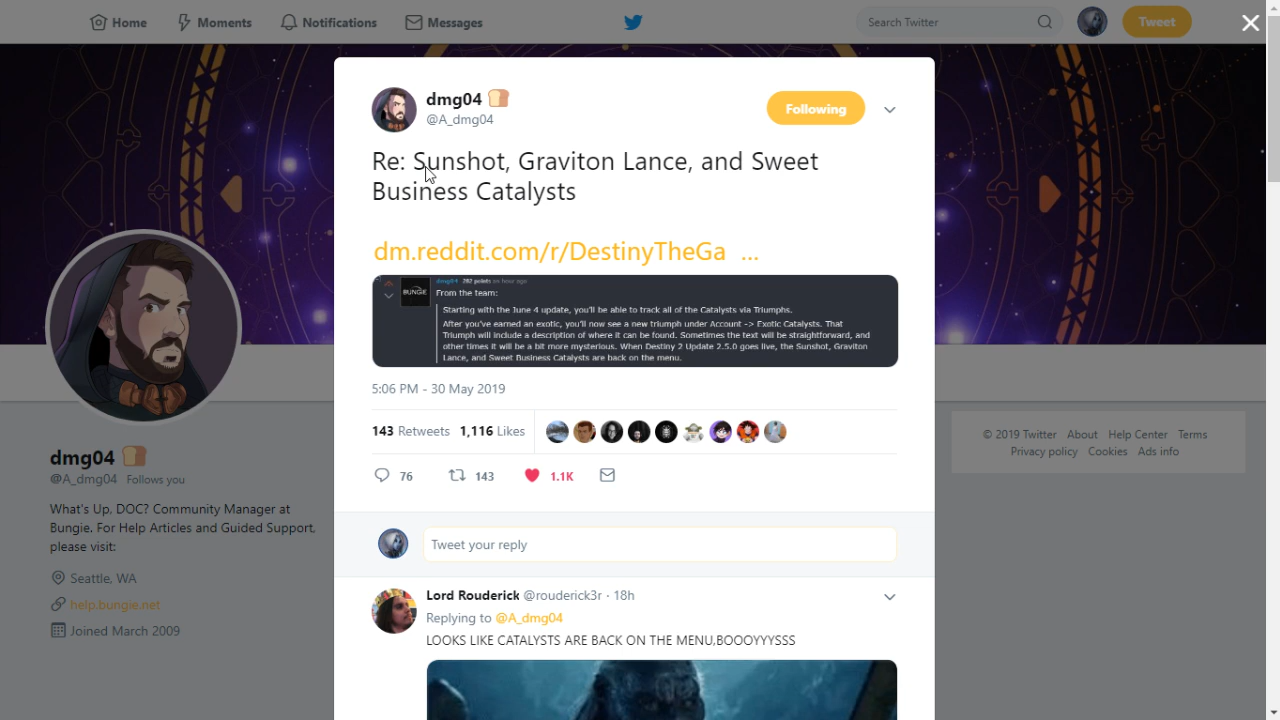 Home
Moments
Notifications
Messages
Search Twitter
Tweet
dmg04
@A_dmg04
Following
Re: Sunshot, Graviton Lance, and Sweet
Business Catalysts
dm.reddit.com/r/DestinyTheGa …
BUNGIE
dmg04 282 points an hour ago
From the team:
Starting with the June 4 update, you'll be able to track all of the Catalysts via Triumphs.
After you've earned an exotic, you'll now see a new triumph under Account -> Exotic Catalysts. That
Triumph will include a description of where it can be found. Sometimes the text will be straightforward, and
other times it will be a bit more mysterious. When Destiny 2 Update 2.5.0 goes live, the Sunshot, Graviton
Lance, and Sweet Business Catalysts are back on the menu.
5:06 PM - 30 May 2019
143 Retweets 1,116 Likes
76
143
1.1K
Tweet your reply
Lord Rouderick @rouderick3r · 18h
Replying to @A_dmg04
LOOKS LIKE CATALYSTS ARE BACK ON THE MENU,BOOOYYYSSS
dmg04
@A_dmg04 Follows you
What's Up, DOC? Community Manager at
Bungie. For Help Articles and Guided Support,
please visit:
Seattle, WA
help.bungie.net
Joined March 2009
© 2019 Twitter About Help Center Terms
Privacy policy Cookies Ads info